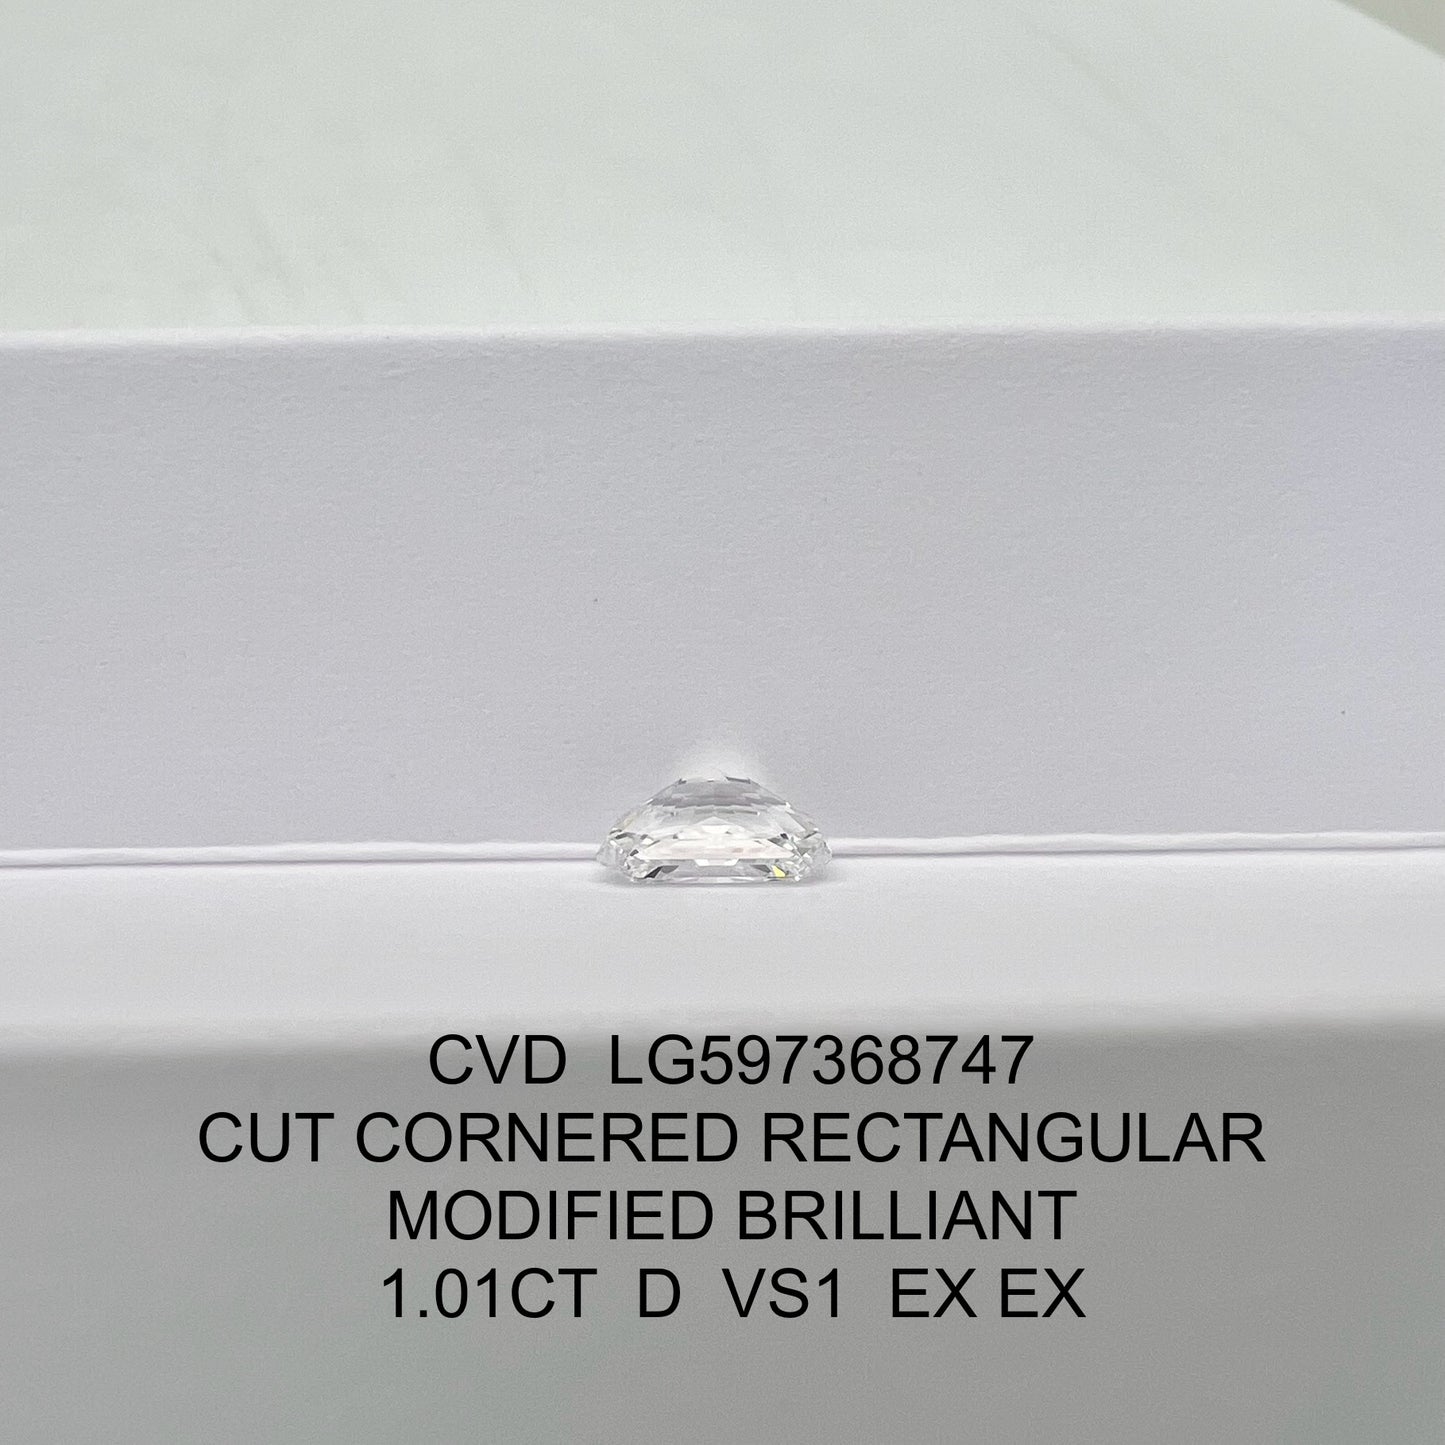 CVD LG597368747
CUT CORNERED RECTANGULAR
MODIFIED BRILLIANT
1.01CT D VS1 EX EX